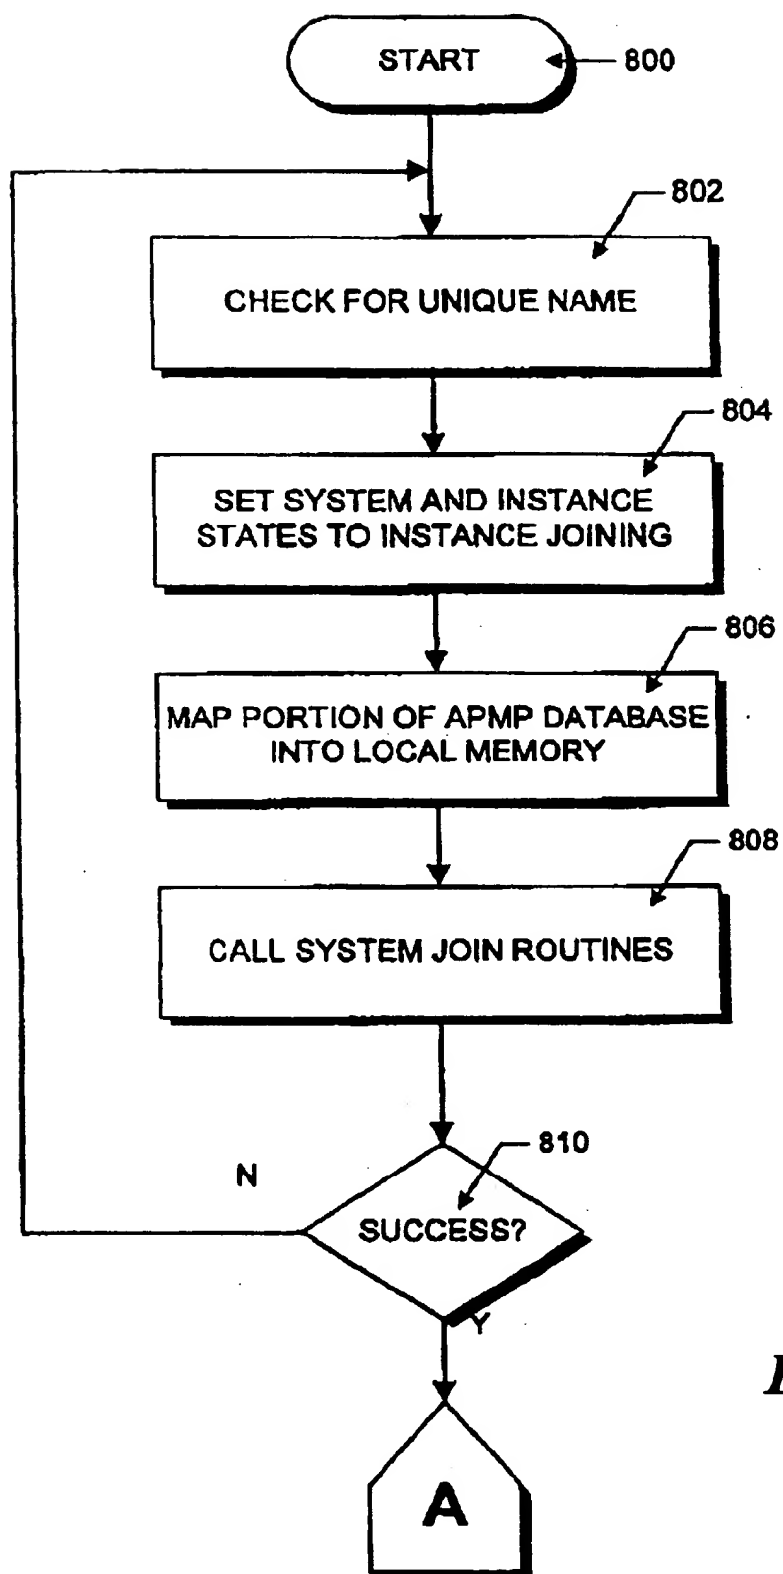 START
800
802
CHECK FOR UNIQUE NAME
804
SET SYSTEM AND INSTANCE
STATES TO INSTANCE JOINING
806
MAP PORTION OF APMP DATABASE
INTO LOCAL MEMORY
808
CALL SYSTEM JOIN ROUTINES
810
N
SUCCESS?
Y
A